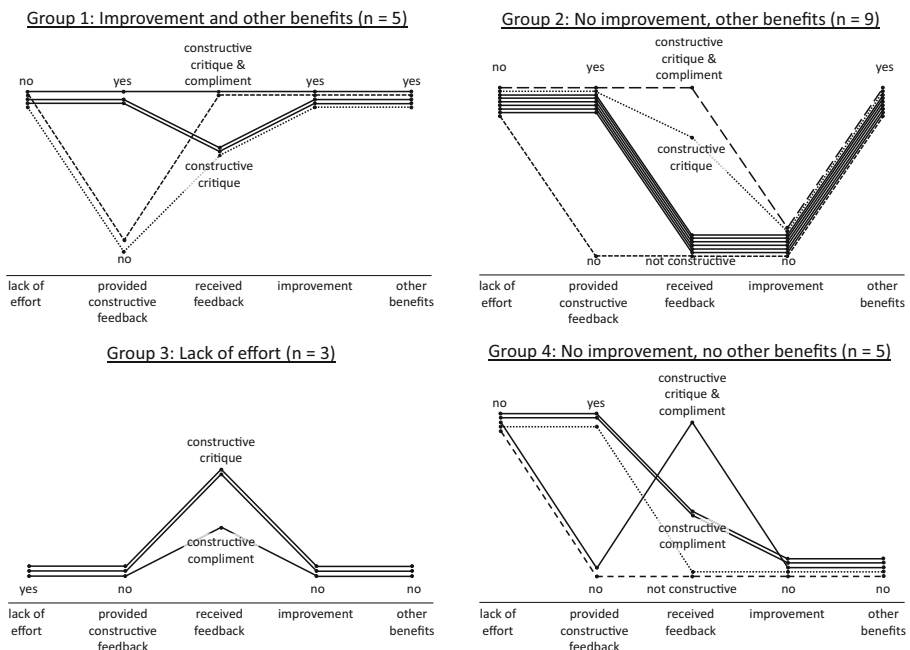 Group 1: Improvement and other benefits (n = 5)
no
yes
constructive
critique &
compliment
yes
yes
constructive
critique
no
lack of
effort
provided
constructive
feedback
received
feedback
improvement
other
benefits
Group 2: No improvement, other benefits (n = 9)
no
yes
constructive
critique &
compliment
yes
constructive
critique
no
not constructive
no
lack of
effort
provided
constructive
feedback
received
feedback
improvement
other
benefits
Group 3: Lack of effort (n = 3)
constructive
critique
constructive
compliment
yes
no
no
no
lack of
effort
provided
constructive
feedback
received
feedback
improvement
other
benefits
Group 4: No improvement, no other benefits (n = 5)
no
yes
constructive
critique &
compliment
constructive
compliment
no
not constructive
no
no
lack of
effort
provided
constructive
feedback
received
feedback
improvement
other
benefits